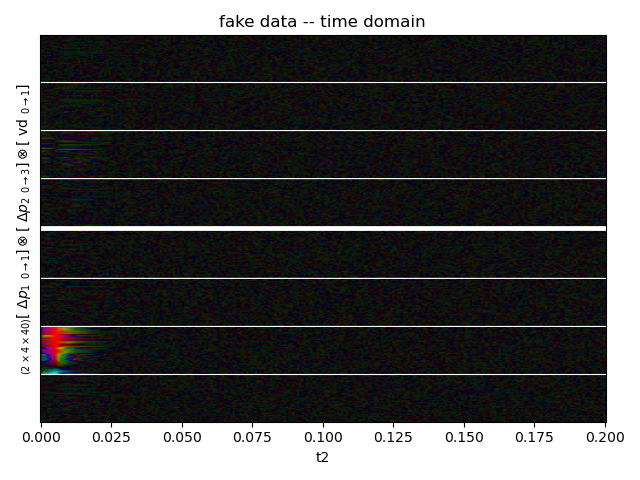 fake data -- time domain
(2 × 4 × 40)[ Δp₁ ₀→₁] ⊗ [ Δp₂ ₀→₃] ⊗ [ vd ₀→₁]
0.000 0.025 0.050 0.075 0.100 0.125 0.150 0.175 0.200
t2